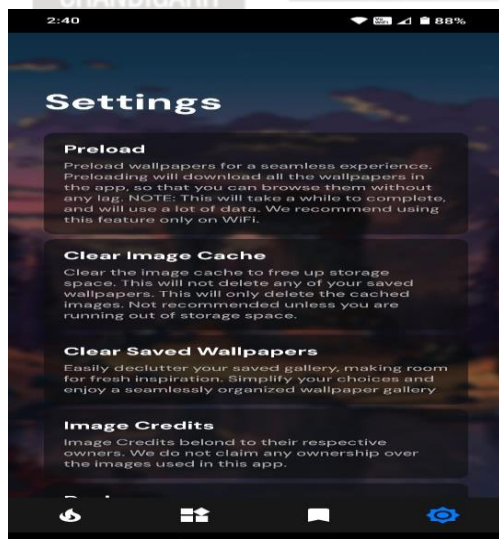 CHANDIGARH
2:40
88%
Settings
Preload
Preload wallpapers for a seamless experience.
Preloading will download all the wallpapers in
the app, so that you can browse them without
any lag. NOTE: This will take a while to complete,
and will use a lot of data. We recommend using
this feature only on WiFi.
Clear Image Cache
Clear the image cache to free up storage
space. This will not delete any of your saved
wallpapers. This will only delete the cached
images. Not recommended unless you are
running out of storage space.
Clear Saved Wallpapers
Easily declutter your saved gallery, making room
for fresh inspiration. Simplify your choices and
enjoy a seamlessly organized wallpaper gallery
Image Credits
Image Credits belond to their respective
owners. We do not claim any ownership over
the images used in this app.